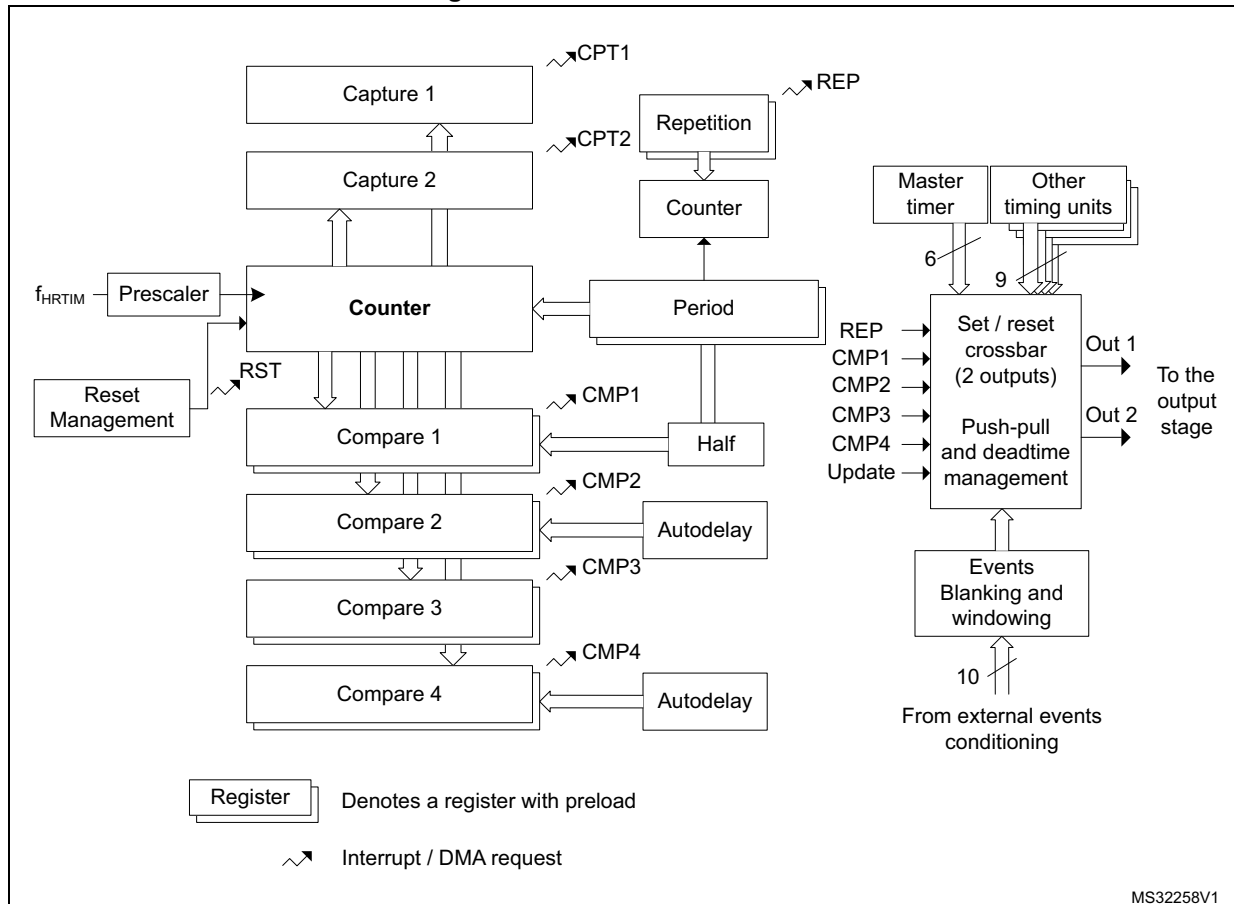 CPT1
Capture 1
REP
Repetition
CPT2
Capture 2
Counter
Master
timer
Other
timing units
6
9
fHRTIM
Prescaler
Counter
Period
REP
CMP1
CMP2
CMP3
CMP4
Update
Set / reset
crossbar
(2 outputs)
Push-pull
and deadtime
management
Out 1
Out 2
To the
output
stage
RST
Reset
Management
CMP1
Compare 1
Half
CMP2
Compare 2
Autodelay
CMP3
Compare 3
CMP4
Compare 4
Autodelay
Events
Blanking and
windowing
10
From external events
conditioning
Register
Denotes a register with preload
Interrupt / DMA request
MS32258V1